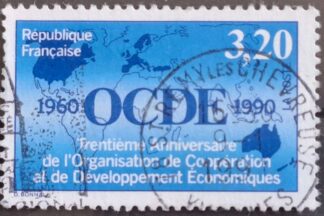 République
Française
3,20
1960 OCDE 1990
Trentième Anniversaire
de l'Organisation de Coopération
et de Développement Économiques